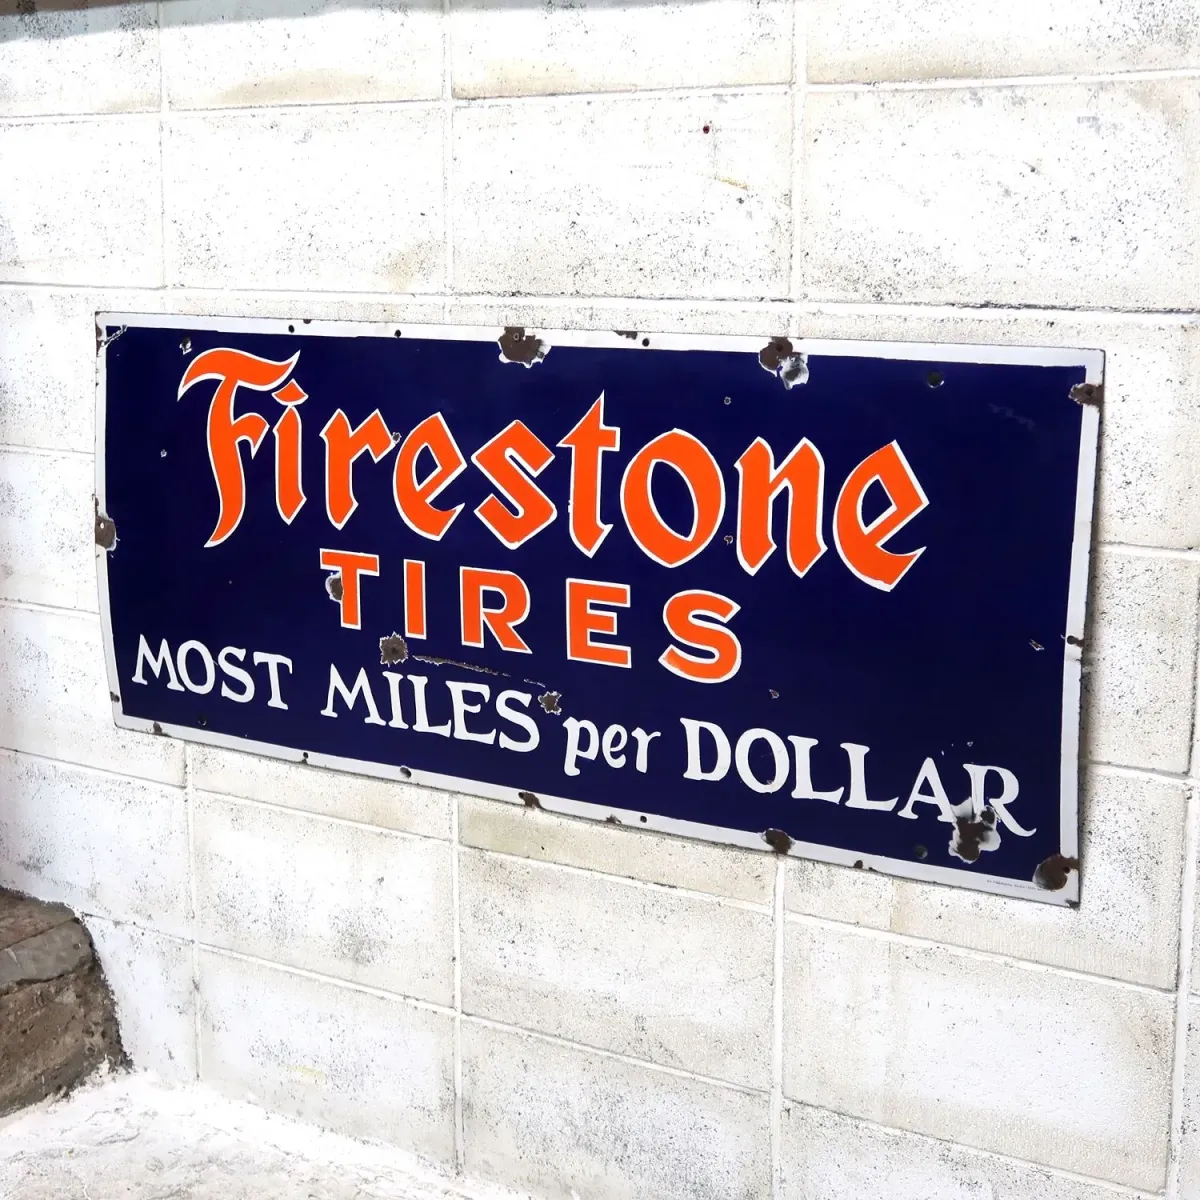 Firestone
TIRES
MOST MILES per DOLLAR